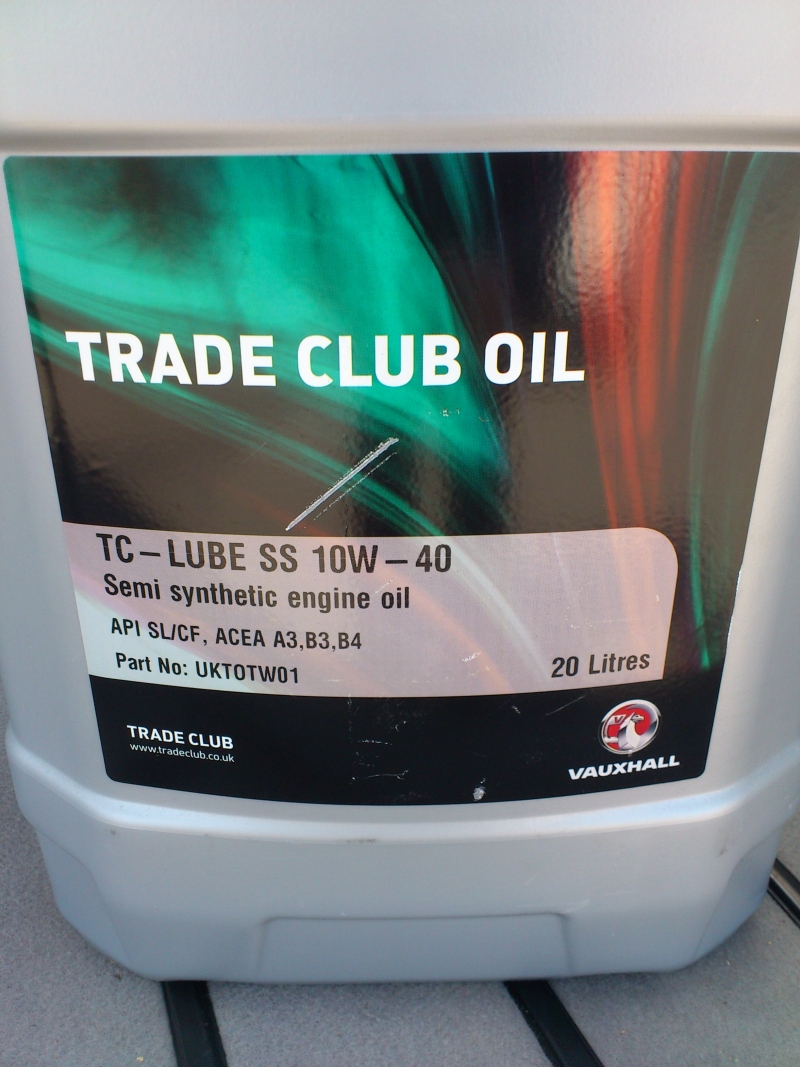 TRADE CLUB OIL
TC – LUBE SS 10W – 40
Semi synthetic engine oil
API SL/CF, ACEA A3,B3,B4
Part No: UKTOTW01
20 Litres
TRADE CLUB
www.tradeclub.co.uk
VAUXHALL